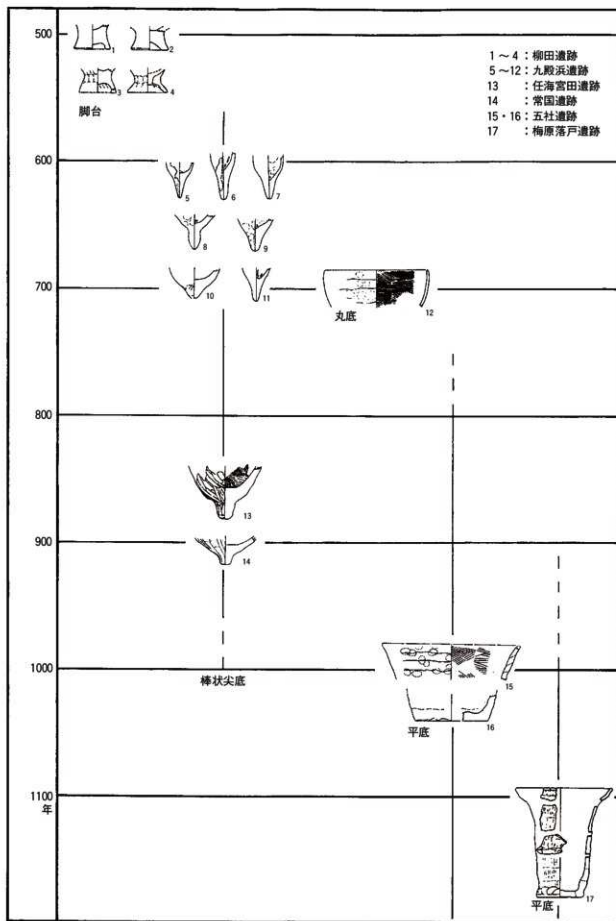 500
1
2
3
4
脚台
1～4：柳田遺跡
5～12：九殿浜遺跡
13：任海宮田遺跡
14：常国遺跡
15・16：五社遺跡
17：梅原落戸遺跡
600
5
6
7
8
9
700
10
11
丸底
12
800
13
900
14
1000
棒状尖底
15
平底
16
1100
年
平底
17